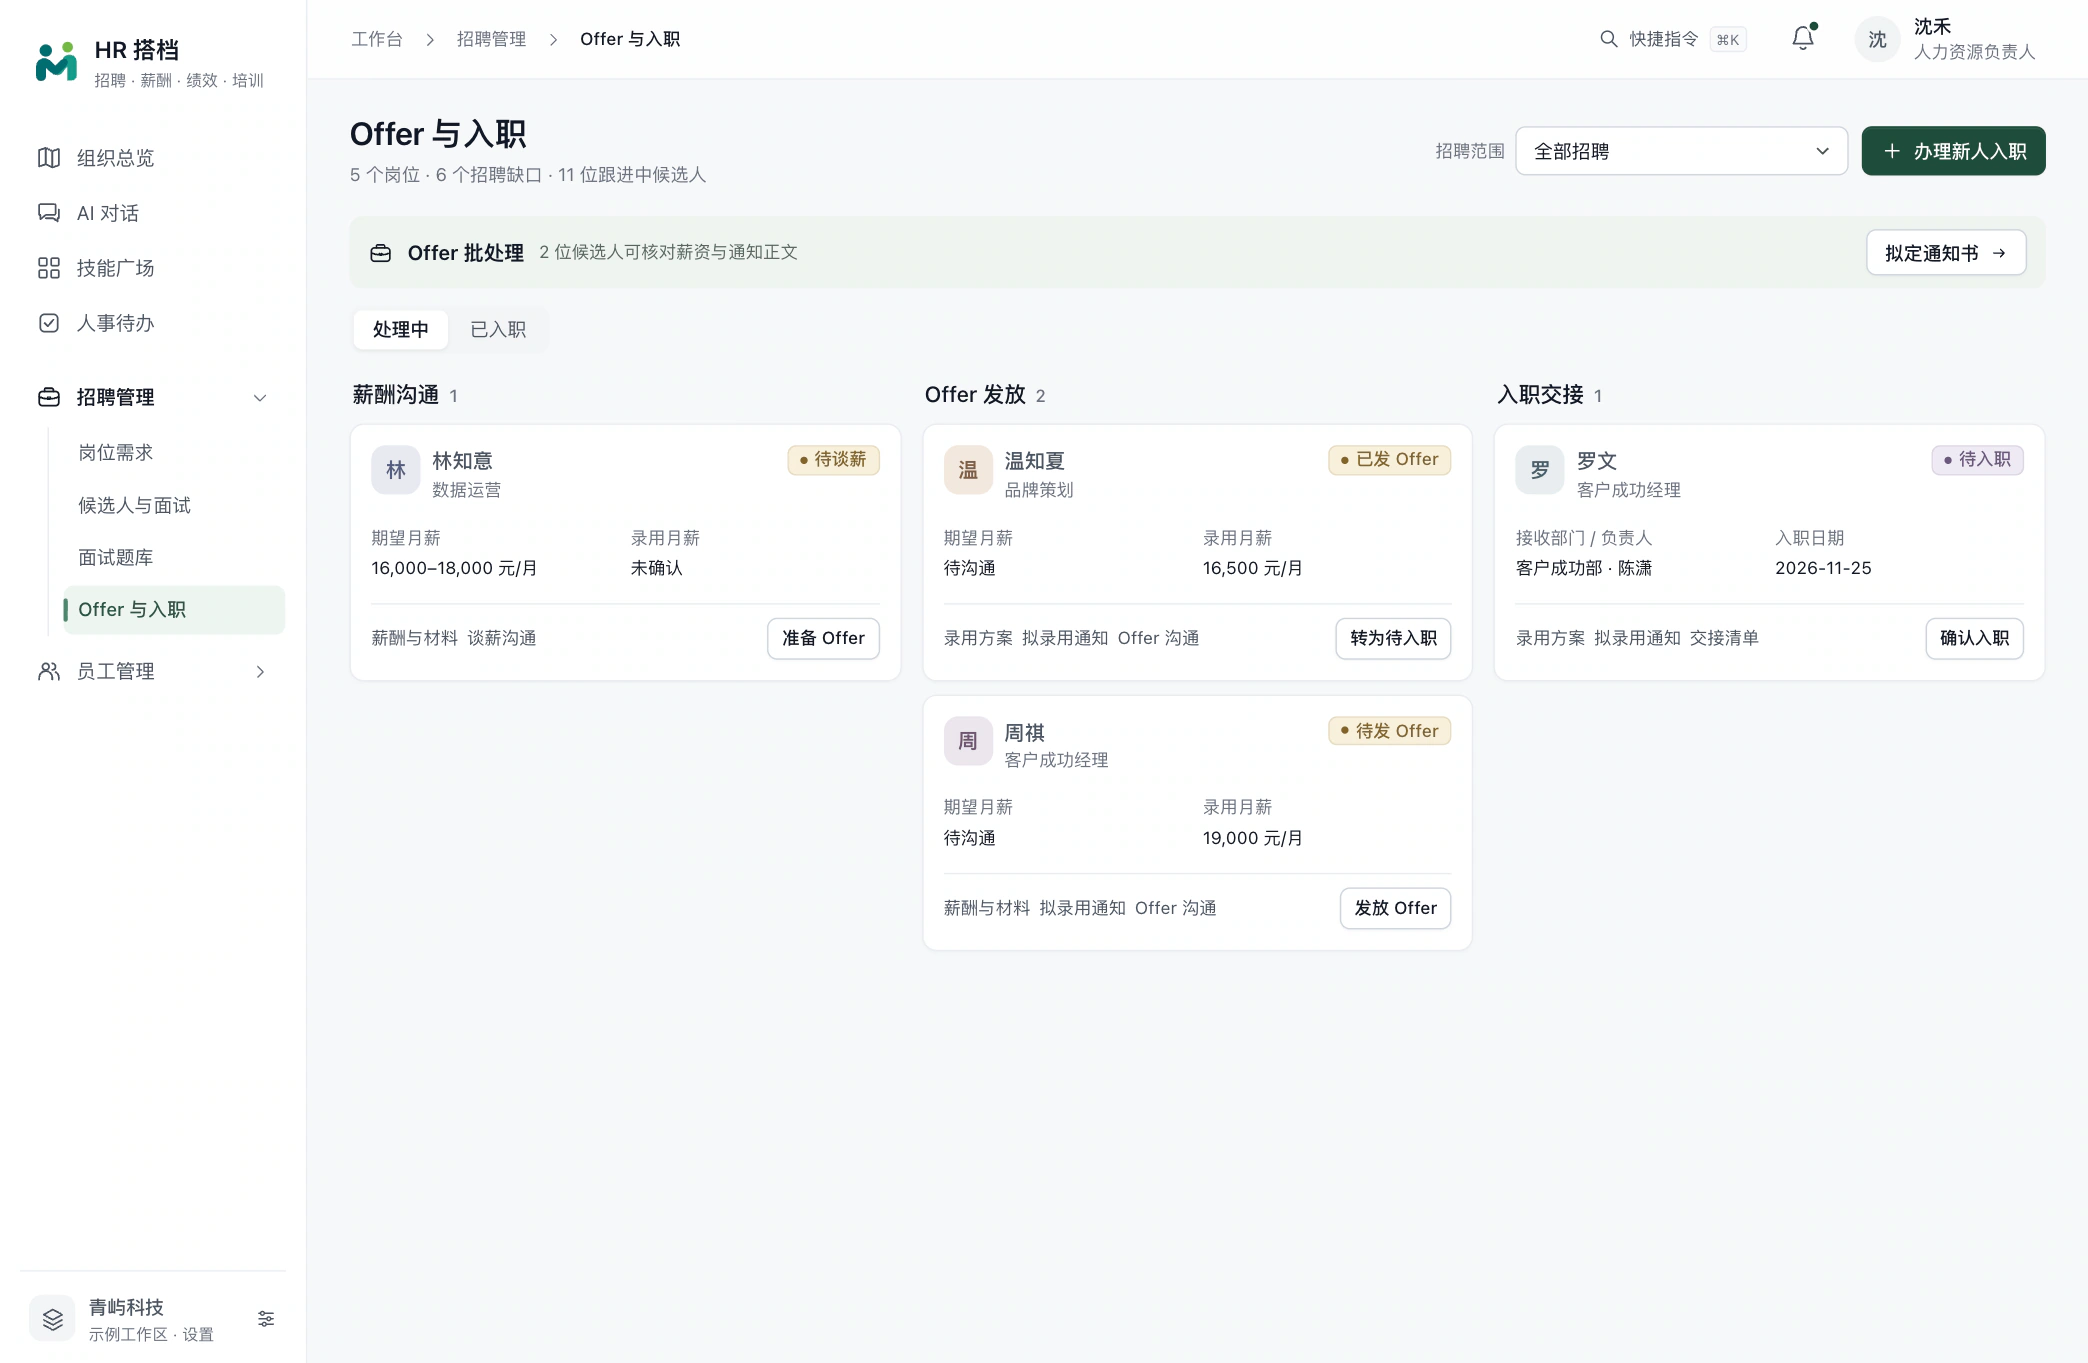 HR 搭档
招聘 · 薪酬 · 绩效 · 培训
组织总览
AI 对话
技能广场
人事待办
招聘管理
岗位需求
候选人与面试
面试题库
Offer 与入职
员工管理
青屿科技
示例工作区 · 设置
工作台 > 招聘管理 > Offer 与入职
快捷指令 ⌘K
沈
沈禾
人力资源负责人
Offer 与入职
5 个岗位 · 6 个招聘缺口 · 11 位跟进中候选人
招聘范围 全部招聘
+ 办理新人入职
Offer 批处理 2 位候选人可核对薪资与通知正文
拟定通知书 →
处理中 已入职
薪酬沟通 1
林 林知意
数据运营
待谈薪
期望月薪 录用月薪
16,000–18,000 元/月 未确认
薪酬与材料 谈薪沟通 准备 Offer
Offer 发放 2
温 温知夏
品牌策划
已发 Offer
期望月薪 录用月薪
待沟通 16,500 元/月
录用方案 拟录用通知 Offer 沟通 转为待入职
周 周祺
客户成功经理
待发 Offer
期望月薪 录用月薪
待沟通 19,000 元/月
薪酬与材料 拟录用通知 Offer 沟通 发放 Offer
入职交接 1
罗 罗文
客户成功经理
待入职
接收部门 / 负责人 入职日期
客户成功部 · 陈潇 2026-11-25
录用方案 拟录用通知 交接清单 确认入职